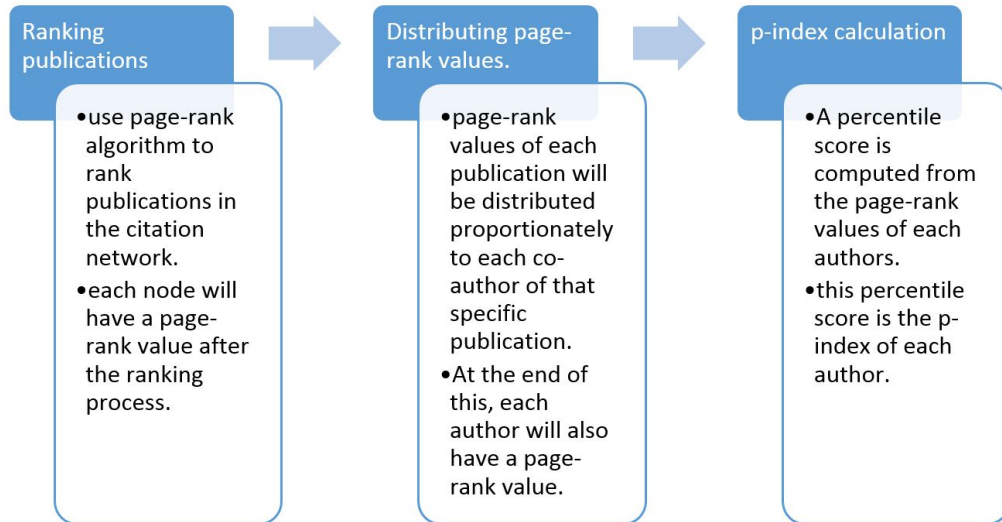 Ranking
publications
•use page-rank
algorithm to
rank
publications in
the citation
network.
•each node will
have a page-
rank value after
the ranking
process.
Distributing page-
rank values.
•page-rank
values of each
publication will
be distributed
proportionately
to each co-
author of that
specific
publication.
•At the end of
this, each
author will also
have a page-
rank value.
p-index calculation
•A percentile
score is
computed from
the page-rank
values of each
authors.
•this percentile
score is the p-
index of each
author.